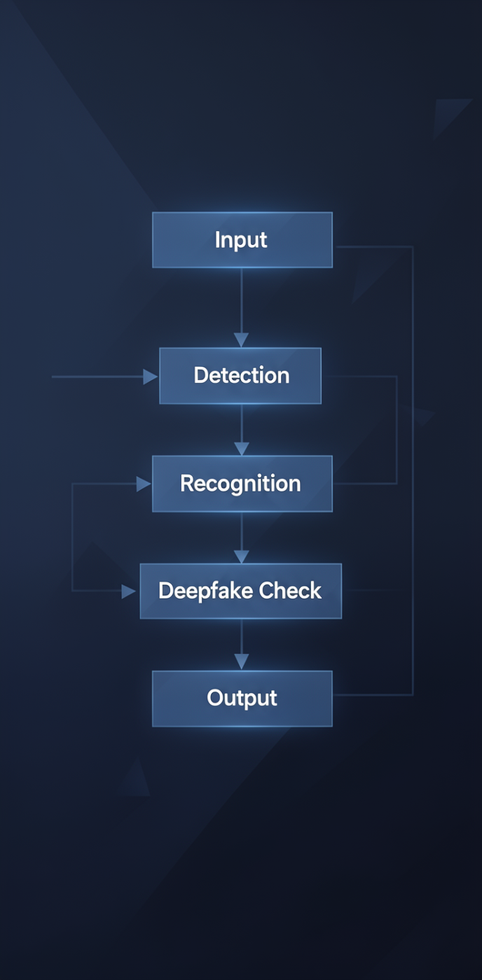 Input
Detection
Recognition
Deepfake Check
Output